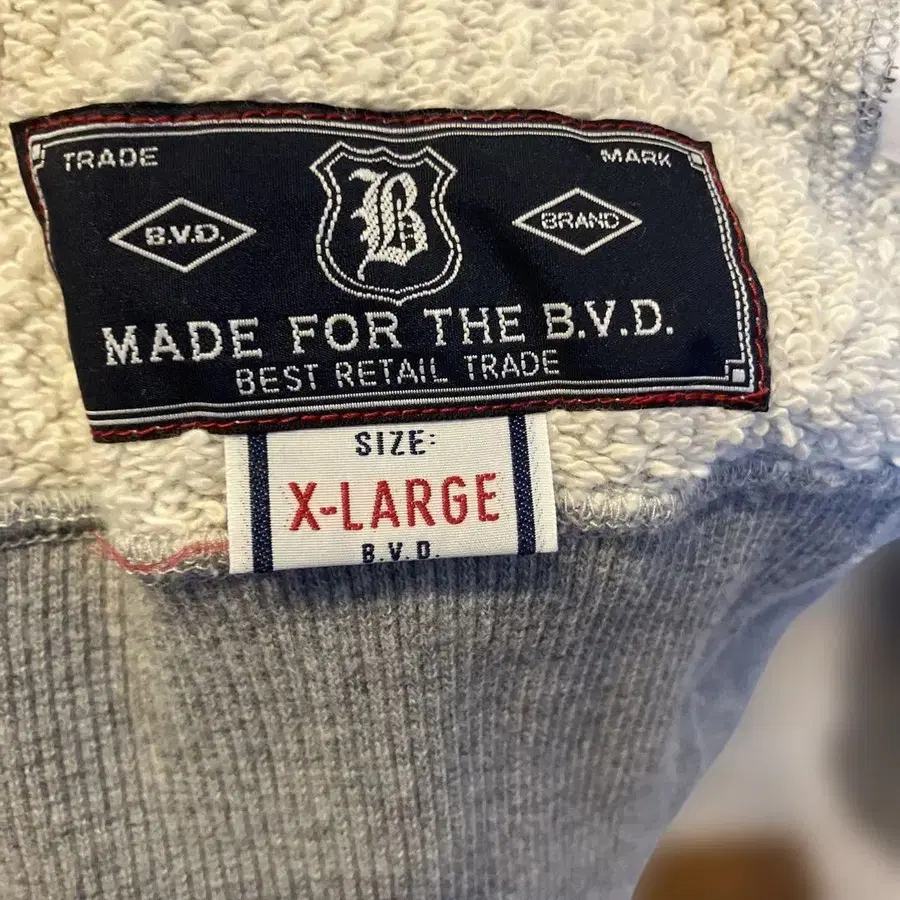 TRADE MARK
B
B.V.D. BRAND
MADE FOR THE B.V.D.
BEST RETAIL TRADE
SIZE:
X-LARGE
B.V.D.